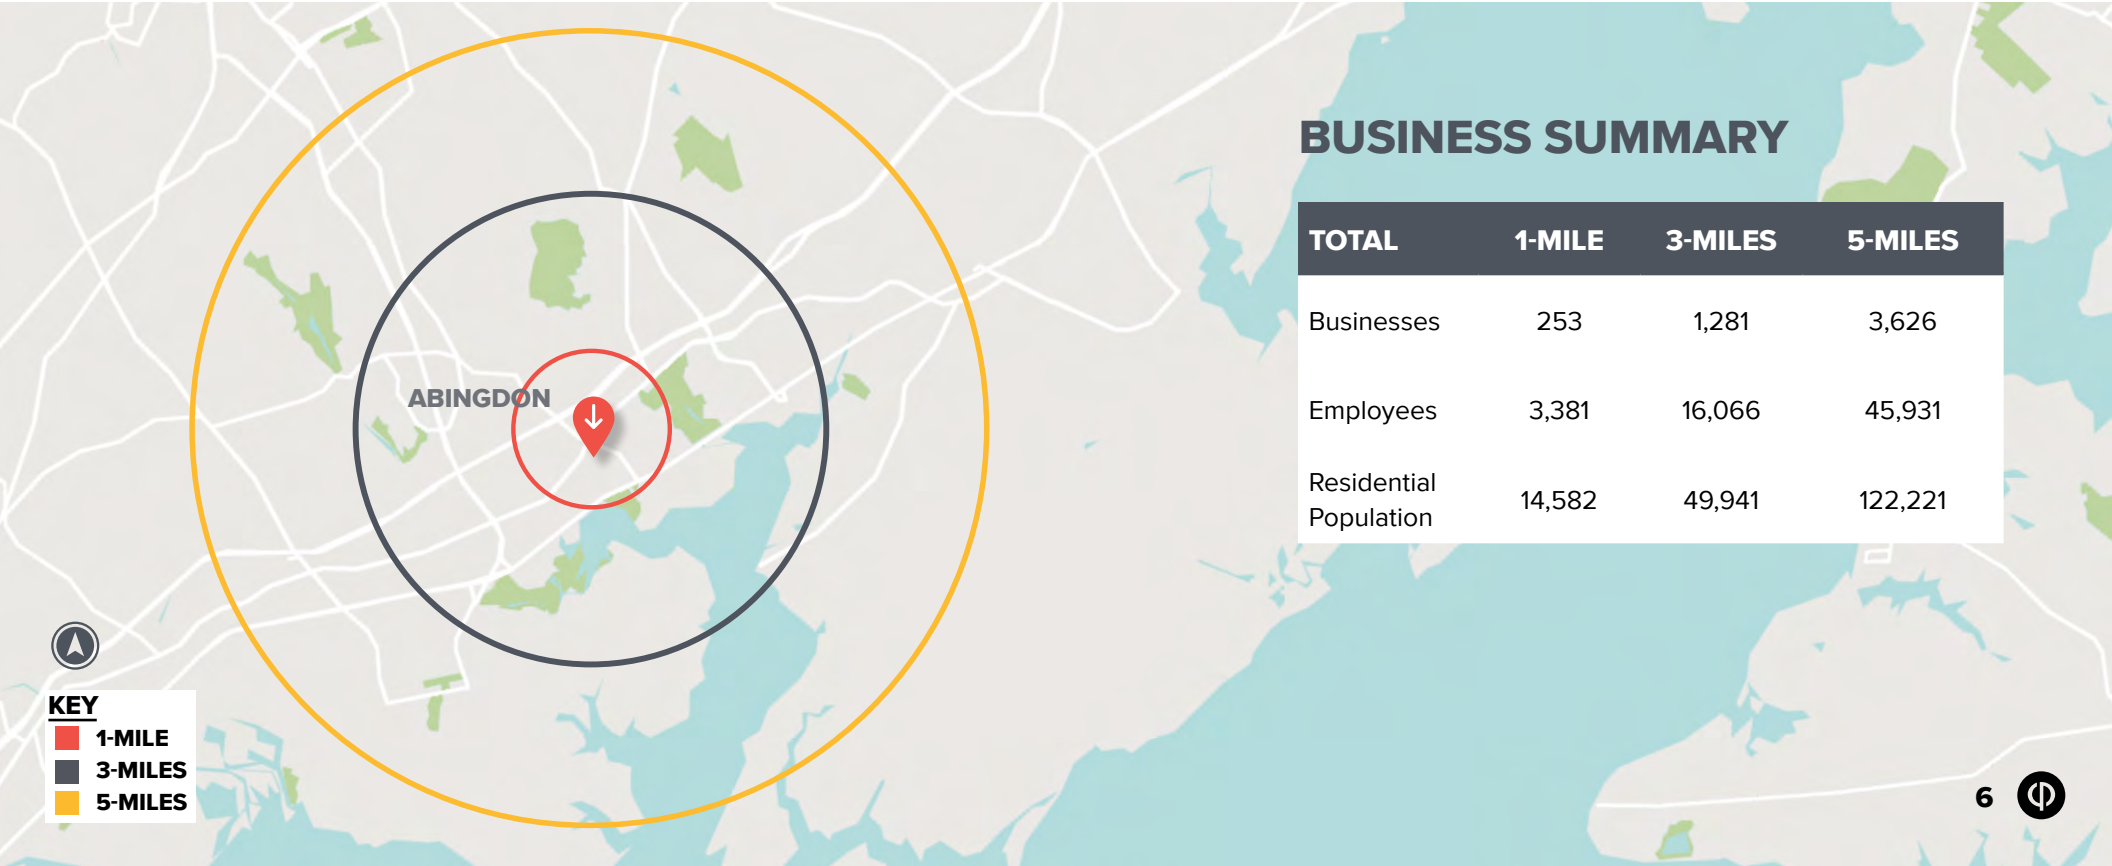 BUSINESS SUMMARY
TOTAL 1-MILE 3-MILES 5-MILES
Businesses 253 1,281 3,626
Employees 3,381 16,066 45,931
Residential
Population 14,582 49,941 122,221
ABINGDON
KEY
1-MILE
3-MILES
5-MILES
6